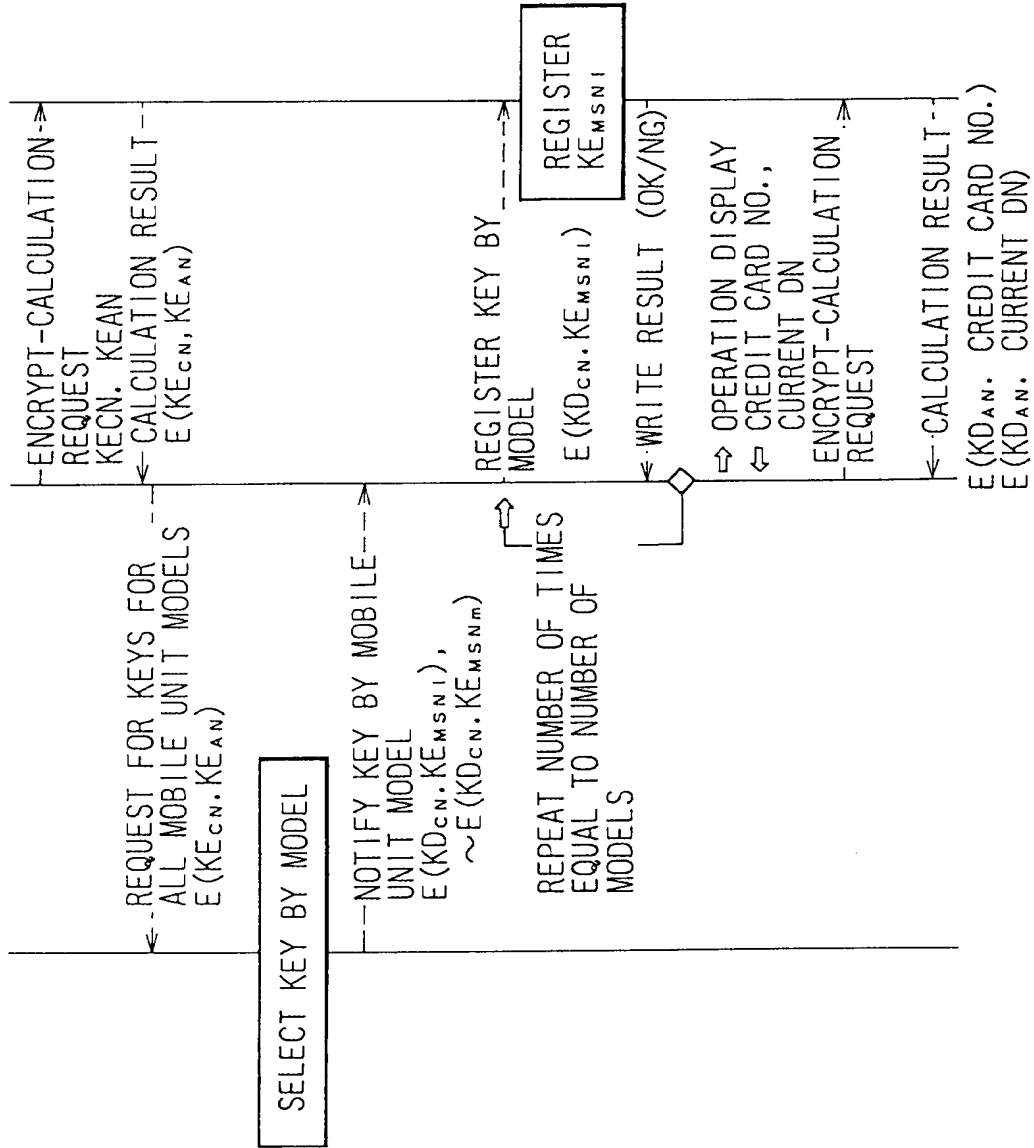 ENCRYPT-CALCULATION
REQUEST
KECN. KEAN
CALCULATION RESULT
E(KECN, KEAN)
REQUEST FOR KEYS FOR
ALL MOBILE UNIT MODELS
E(KECN. KEAN)
SELECT KEY BY MODEL
NOTIFY KEY BY MOBILE
UNIT MODEL
E(KDCN. KEMSN1),
~E(KDCN. KEMSNm)
REGISTER KEY BY
MODEL
E(KDCN. KEMSN1)
REGISTER
KEMSN1
REPEAT NUMBER OF TIMES
EQUAL TO NUMBER OF
MODELS
WRITE RESULT (OK/NG)
⇨ OPERATION DISPLAY
⇦ CREDIT CARD NO.,
CURRENT DN
ENCRYPT-CALCULATION
REQUEST
CALCULATION RESULT
E(KDAN. CREDIT CARD NO.)
E(KDAN. CURRENT DN)